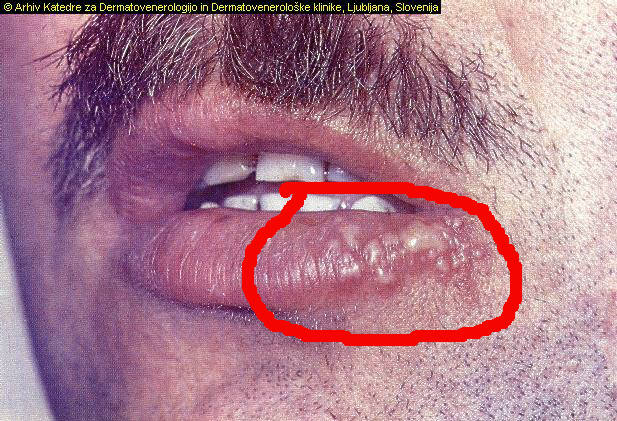 © Arhiv Katedre za Dermatovenerologijo in Dermatovenerološke klinike, Ljubljana, Slovenija